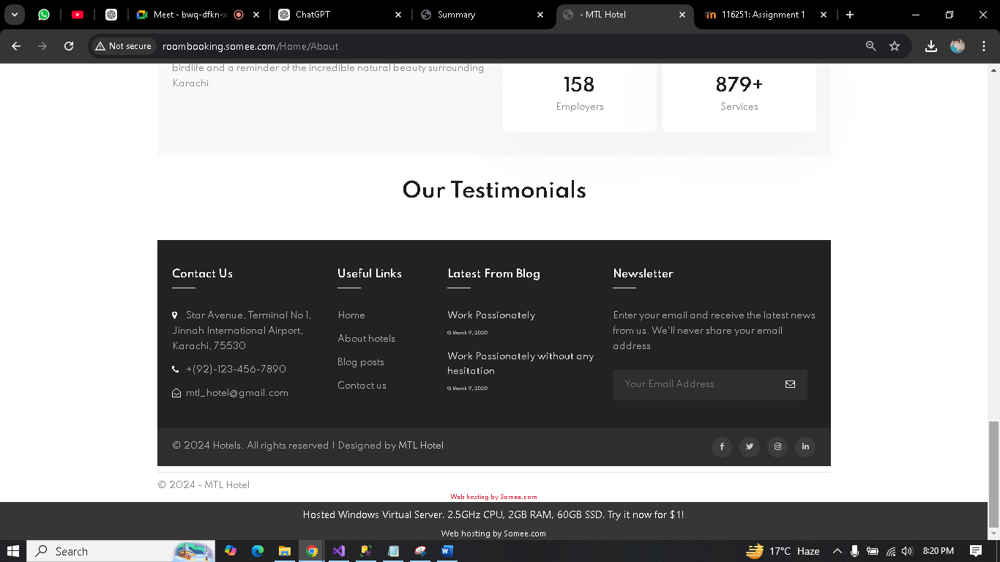 Meet - bwq-dfkn-x
ChatGPT
Summary
- MTL Hotel
116251: Assignment 1
Not secure
roombooking.somee.com/Home/About
birdlife and a reminder of the incredible natural beauty surrounding
Karachi.
158
Employers
879+
Services
Our Testimonials
Contact Us
Star Avenue, Terminal No 1,
Jinnah International Airport,
Karachi, 75530
+(92)-123-456-7890
mtl_hotel@gmail.com
Useful Links
Home
About hotels
Blog posts
Contact us
Latest From Blog
Work Passionately
March 9, 2020
Work Passionately without any
hesitation
March 9, 2020
Newsletter
Enter your email and receive the latest news
from us. We'll never share your email
address
Your Email Address
© 2024 Hotels. All rights reserved | Designed by MTL Hotel
© 2024 - MTL Hotel
Web hosting by Somee.com
Hosted Windows Virtual Server. 2.5GHz CPU, 2GB RAM, 60GB SSD. Try it now for $1!
Web hosting by Somee.com
Search
17°C Haze
8:20 PM